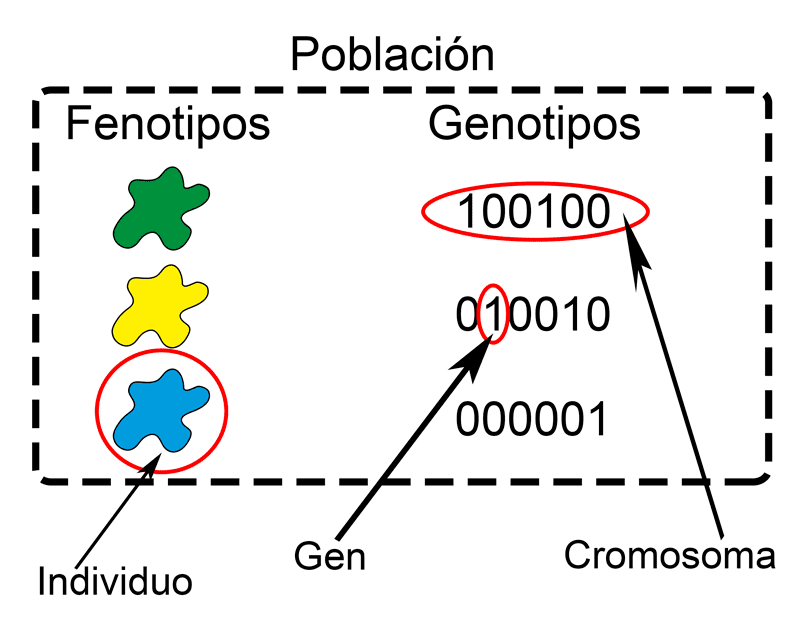 Población
Fenotipos
Genotipos
100100
010010
000001
Individuo
Gen
Cromosoma